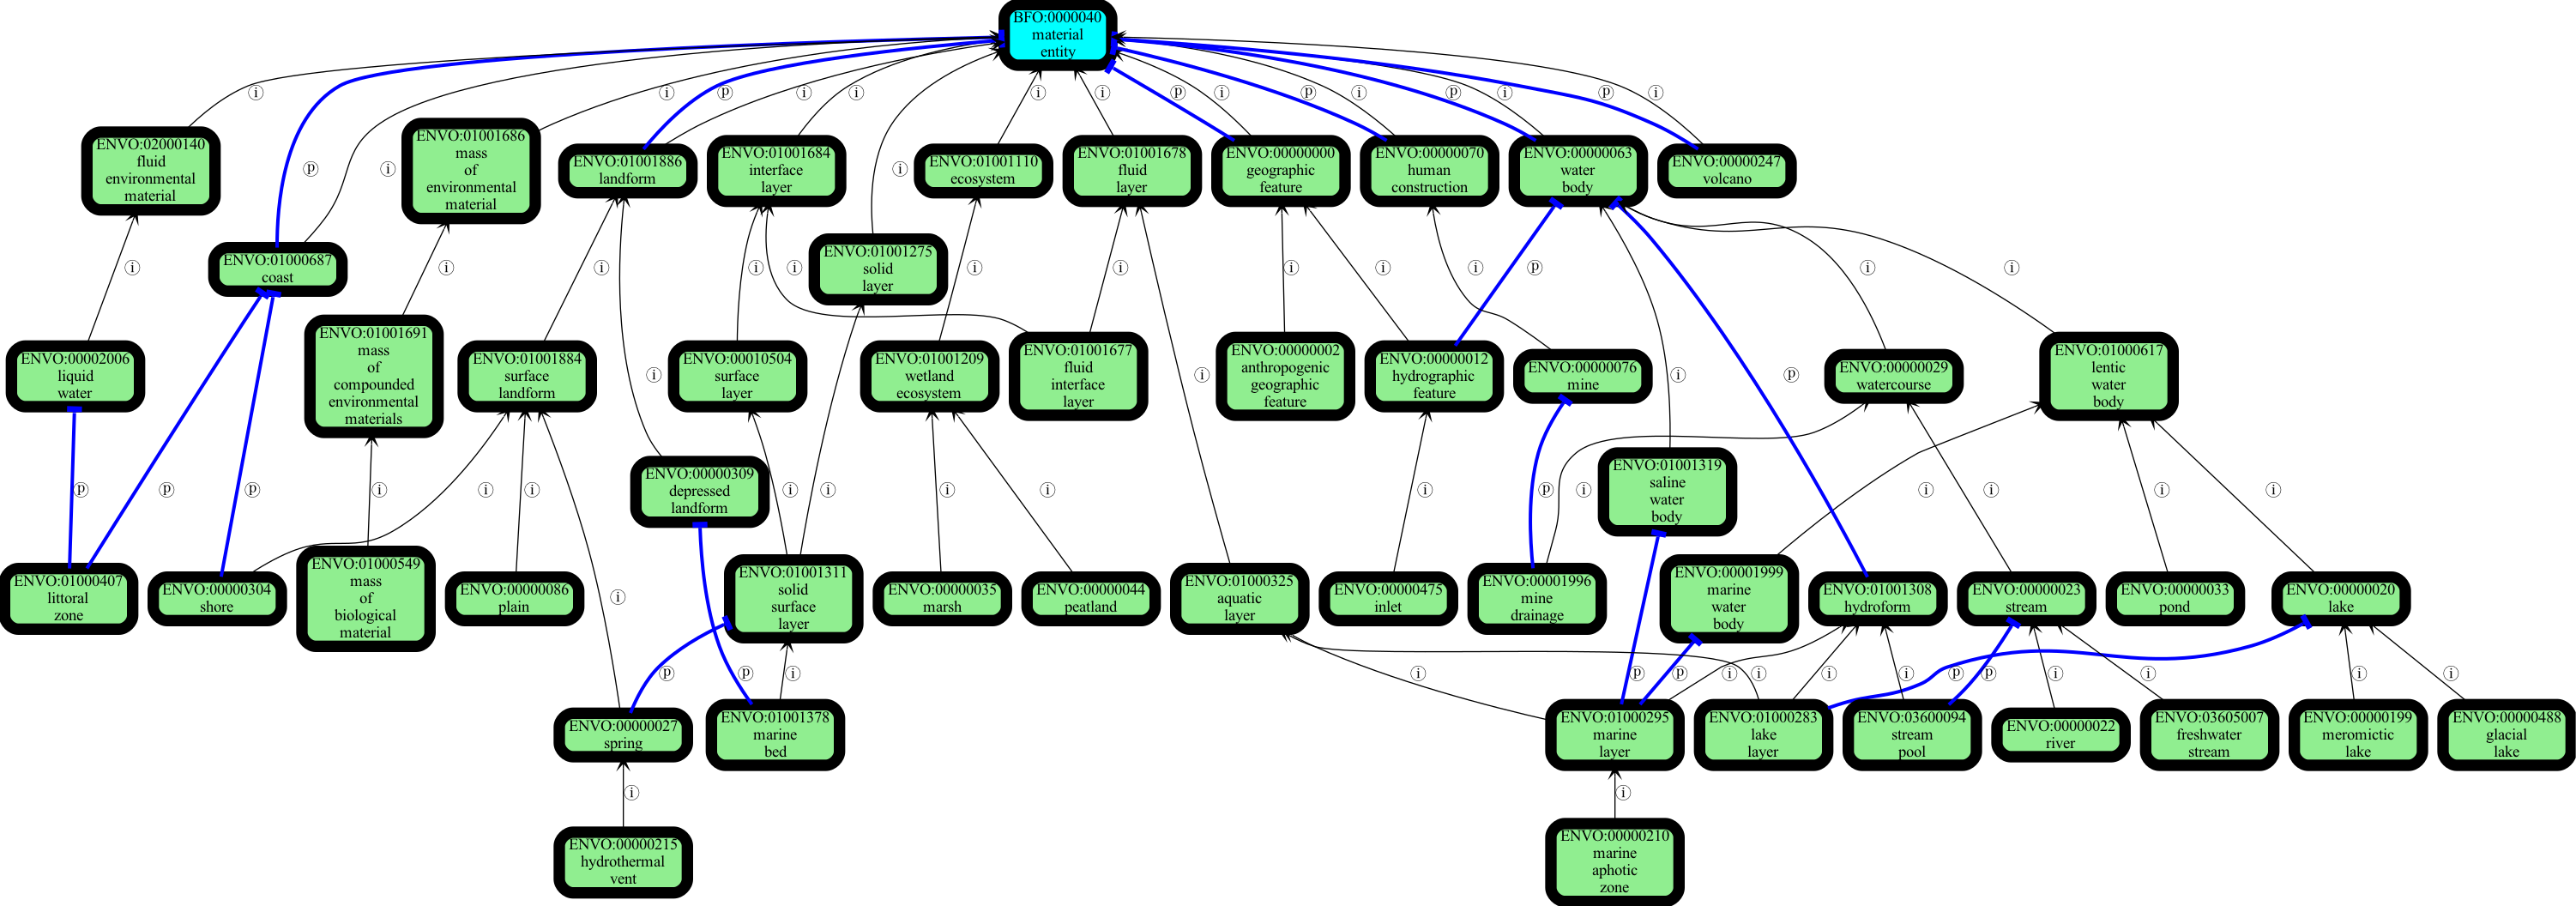 BFO:0000040
material
entity
ⓘ
ⓘ
ⓟ
ⓘ
ⓘ
ⓘ
ⓘ
ⓟ
ⓘ
ⓟ
ⓘ
ⓟ
ⓘ
ⓟ
ⓘ
ENVO:02000140
fluid
environmental
material
ⓟ
ⓘ
ENVO:01001686
mass
of
environmental
material
ENVO:01001886
landform
ENVO:01001684
interface
layer
ⓘ
ENVO:01001110
ecosystem
ENVO:01001678
fluid
layer
ENVO:00000000
geographic
feature
ENVO:00000070
human
construction
ENVO:00000063
water
body
ENVO:00000247
volcano
ⓘ
ENVO:01000687
coast
ⓘ
ⓘ
ⓘ
ⓘ
ENVO:01001275
solid
layer
ⓘ
ⓘ
ⓘ
ⓘ
ⓘ
ⓟ
ⓘ
ⓘ
ENVO:00002006
liquid
water
ENVO:01001691
mass
of
compounded
environmental
materials
ENVO:01001884
surface
landform
ⓘ
ENVO:00010504
surface
layer
ENVO:01001209
wetland
ecosystem
ENVO:01001677
fluid
interface
layer
ⓘ
ENVO:00000002
anthropogenic
geographic
feature
ENVO:00000012
hydrographic
feature
ENVO:00000076
mine
ⓘ
ⓟ
ENVO:00000029
watercourse
ENVO:01000617
lentic
water
body
ⓟ
ⓟ
ⓟ
ⓘ
ⓘ
ⓘ
ENVO:00000309
depressed
landform
ⓘ
ⓘ
ⓘ
ⓘ
ⓘ
ⓟ
ⓘ
ENVO:01001319
saline
water
body
ⓘ
ⓘ
ⓘ
ⓘ
ENVO:01000407
littoral
zone
ENVO:00000304
shore
ENVO:01000549
mass
of
biological
material
ENVO:00000086
plain
ⓘ
ENVO:01001311
solid
surface
layer
ENVO:00000035
marsh
ENVO:00000044
peatland
ENVO:01000325
aquatic
layer
ENVO:00000475
inlet
ENVO:00001996
mine
drainage
ENVO:00001999
marine
water
body
ENVO:01001308
hydroform
ENVO:00000023
stream
ENVO:00000033
pond
ENVO:00000020
lake
ⓟ
ⓟ
ⓘ
ⓘ
ⓟ
ⓟ
ⓘ
ⓘ
ⓘ
ⓘ
ⓟ
ⓟ
ⓘ
ⓘ
ⓘ
ⓘ
ENVO:00000027
spring
ENVO:01001378
marine
bed
ENVO:01000295
marine
layer
ENVO:01000283
lake
layer
ENVO:03600094
stream
pool
ENVO:00000022
river
ENVO:03605007
freshwater
stream
ENVO:00000199
meromictic
lake
ENVO:00000488
glacial
lake
ⓘ
ⓘ
ENVO:00000215
hydrothermal
vent
ENVO:00000210
marine
aphotic
zone